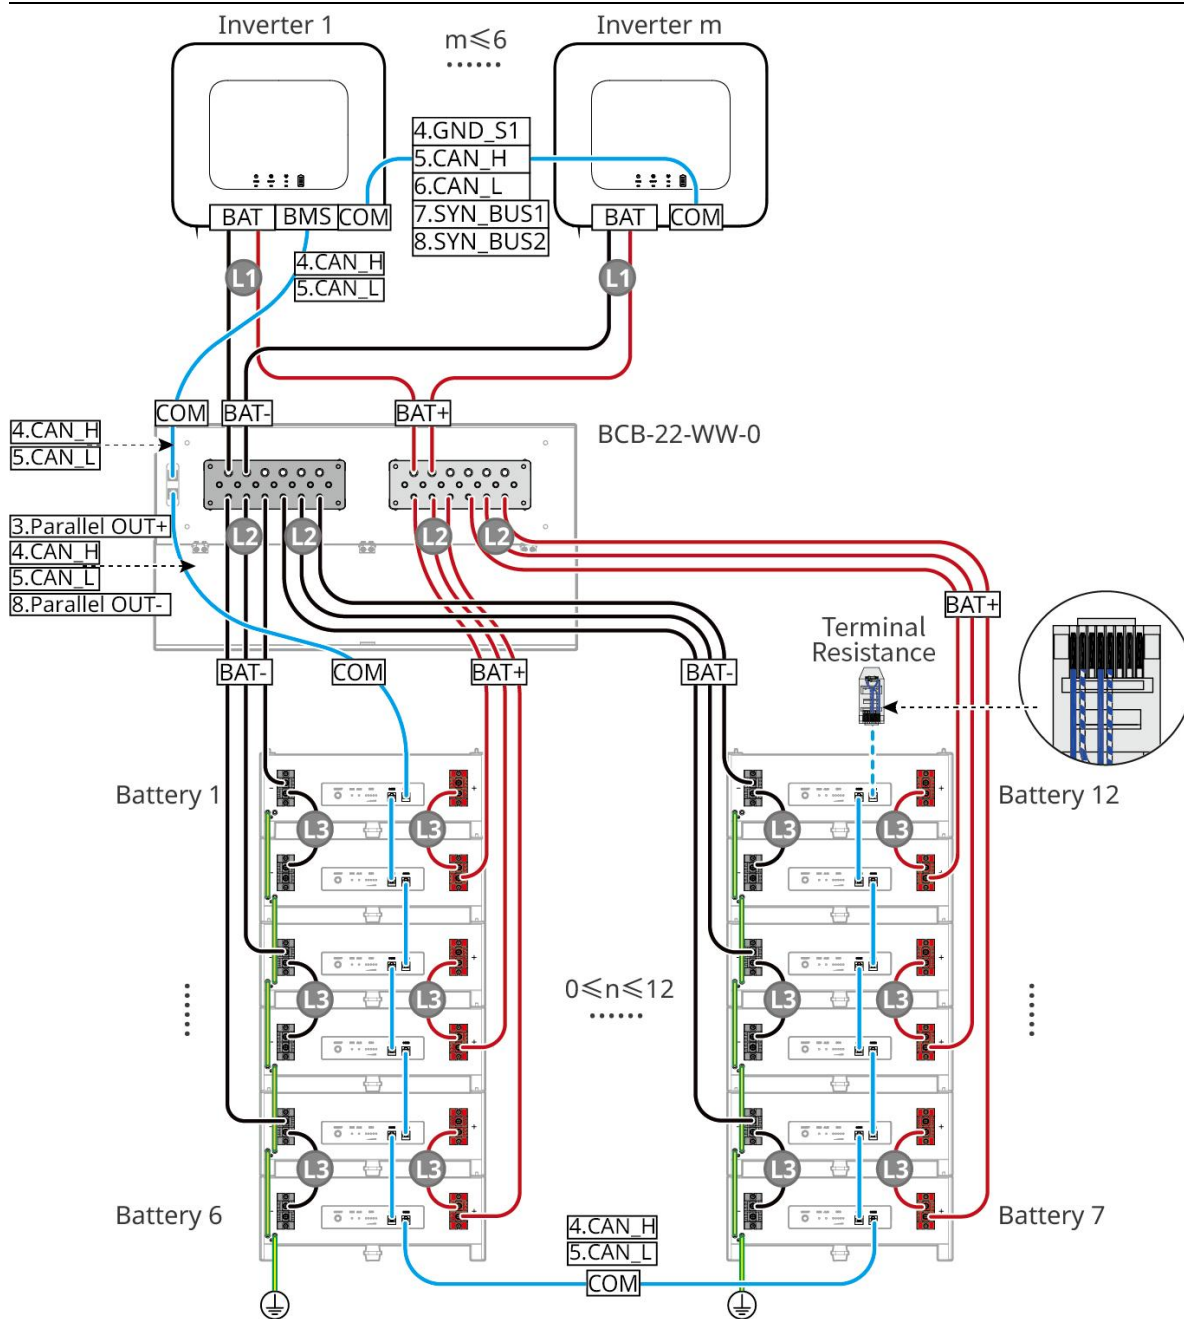 Inverter 1
m≤6
......
Inverter m
4.GND_S1
5.CAN_H
6.CAN_L
7.SYN_BUS1
8.SYN_BUS2
BAT
BMS
COM
BAT
COM
4.CAN_H
5.CAN_L
L1
L1
COM
BAT-
BAT+
4.CAN_H
5.CAN_L
BCB-22-WW-0
3.Parallel OUT+
4.CAN_H
5.CAN_L
8.Parallel OUT-
L2
L2
L2
L2
BAT+
Terminal
Resistance
BAT-
COM
BAT+
BAT-
Battery 1
Battery 12
L3
L3
L3
L3
0≤n≤12
......
L3
L3
L3
L3
L3
L3
L3
L3
Battery 6
Battery 7
4.CAN_H
5.CAN_L
COM